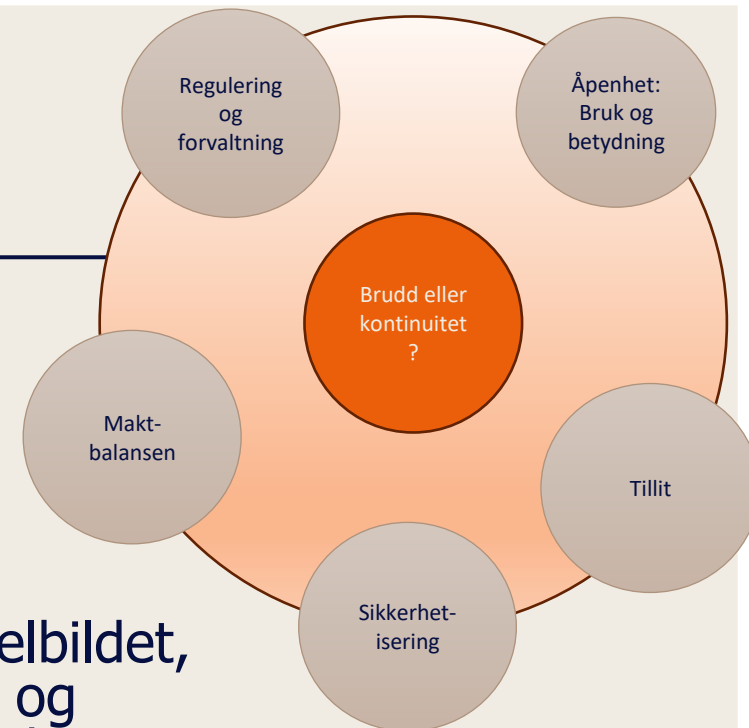 Regulering
og
forvaltning
Åpenhet:
Bruk og
betydning
Brudd eller
kontinuitet
?
Makt-
balansen
Tillit
Sikkerhet-
isering
elbildet,
og